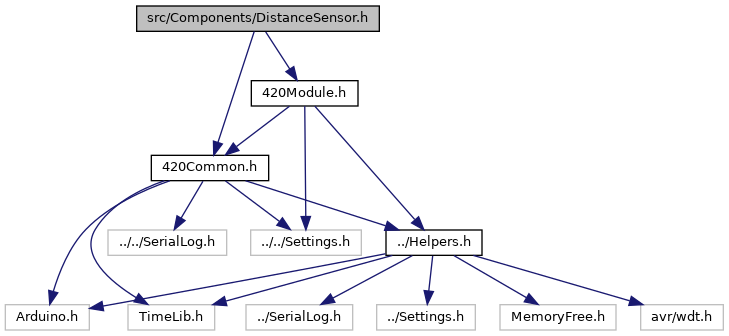 src/Components/DistanceSensor.h
420Module.h
420Common.h
../../SerialLog.h
../../Settings.h
../Helpers.h
Arduino.h
TimeLib.h
../SerialLog.h
../Settings.h
MemoryFree.h
avr/wdt.h